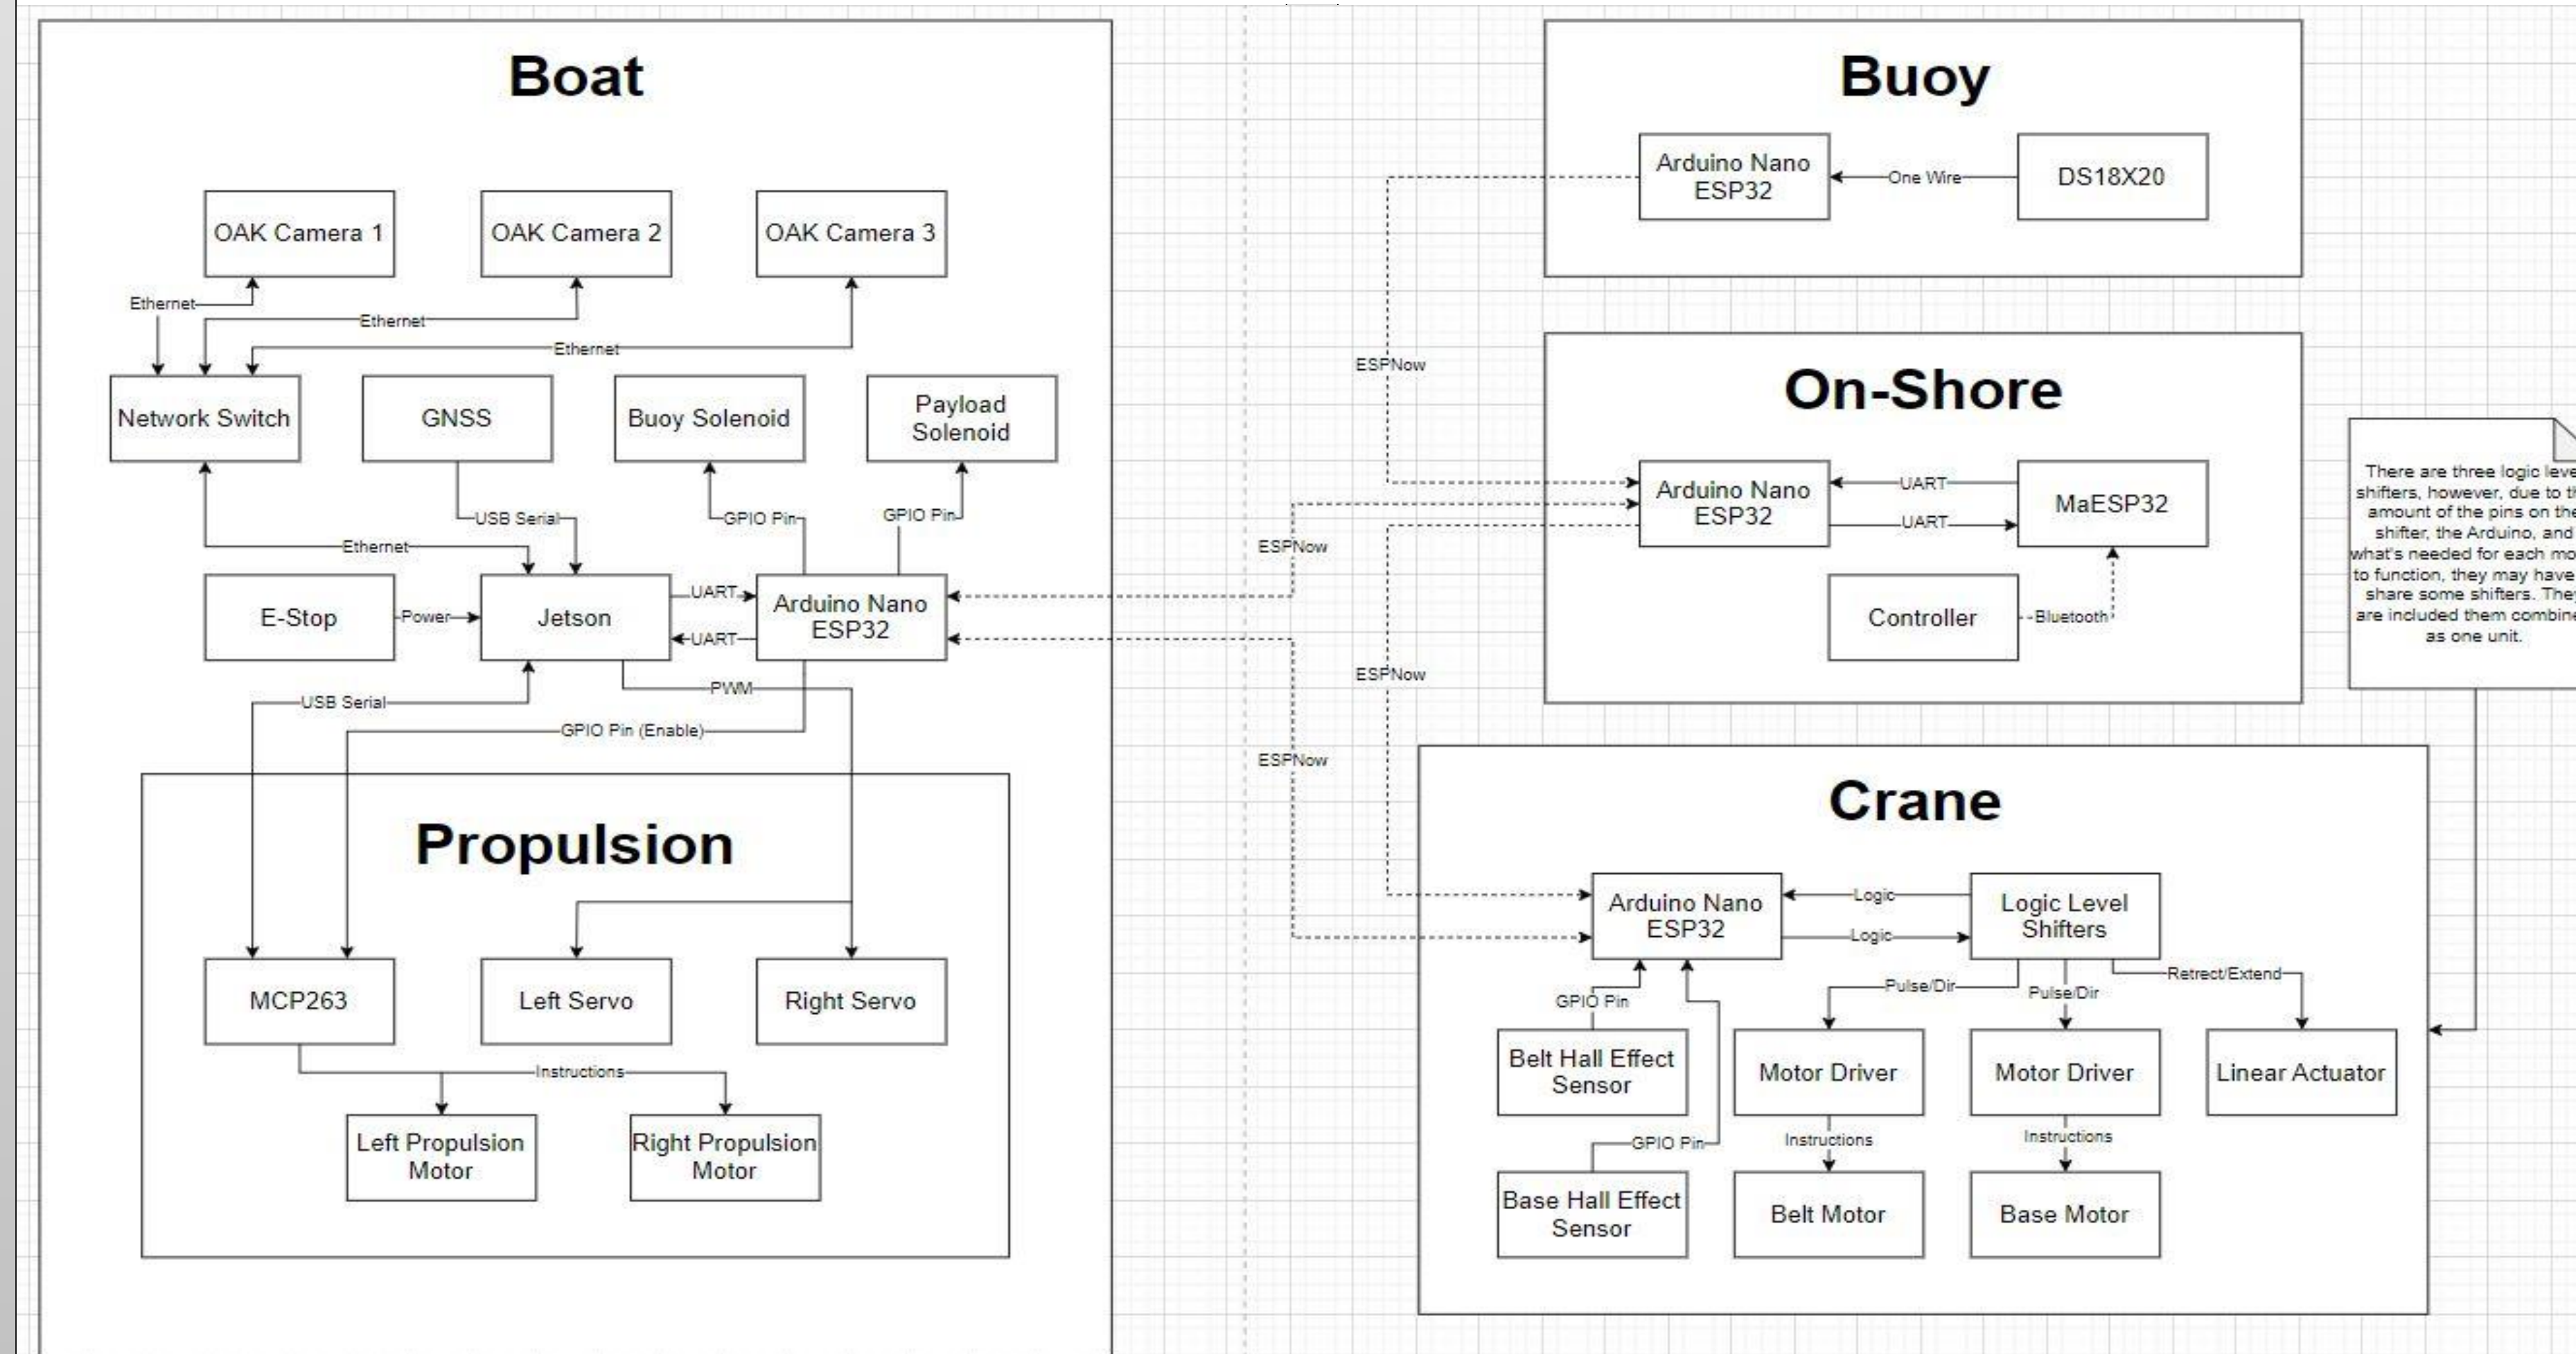 Boat
OAK Camera 1
OAK Camera 2
OAK Camera 3
Ethernet
Ethernet
Ethernet
Network Switch
GNSS
Buoy Solenoid
Payload
Solenoid
USB Serial
GPIO Pin
GPIO Pin
Ethernet
E-Stop
Power
Jetson
UART
UART
Arduino Nano
ESP32
PWM
USB Serial
GPIO Pin (Enable)
Propulsion
MCP263
Left Servo
Right Servo
Instructions
Left Propulsion
Motor
Right Propulsion
Motor
ESPNow
ESPNow
ESPNow
ESPNow
Buoy
Arduino Nano
ESP32
One Wire
DS18X20
On-Shore
Arduino Nano
ESP32
UART
UART
MaESP32
Controller
Bluetooth
There are three logic
shifters, however, due to
amount of the pins on
shifter, the Arduino, and
what's needed for each
to function, they may have
share some shifters.
are included them
as one unit.
Crane
Arduino Nano
ESP32
Logic
Logic
Logic Level
Shifters
GPIO Pin
Pulse/Dir
Pulse/Dir
Retrect/Extend
Belt Hall Effect
Sensor
Motor Driver
Motor Driver
Linear Actuator
GPIO Pin
Instructions
Instructions
Base Hall Effect
Sensor
Belt Motor
Base Motor